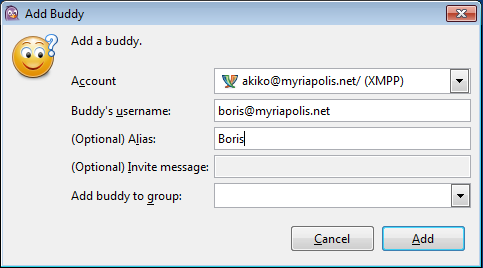 Add Buddy
Add a buddy.
Account akiko@myriapolis.net/ (XMPP)
Buddy's username: boris@myriapolis.net
(Optional) Alias: Boris
(Optional) Invite message:
Add buddy to group:
Cancel Add